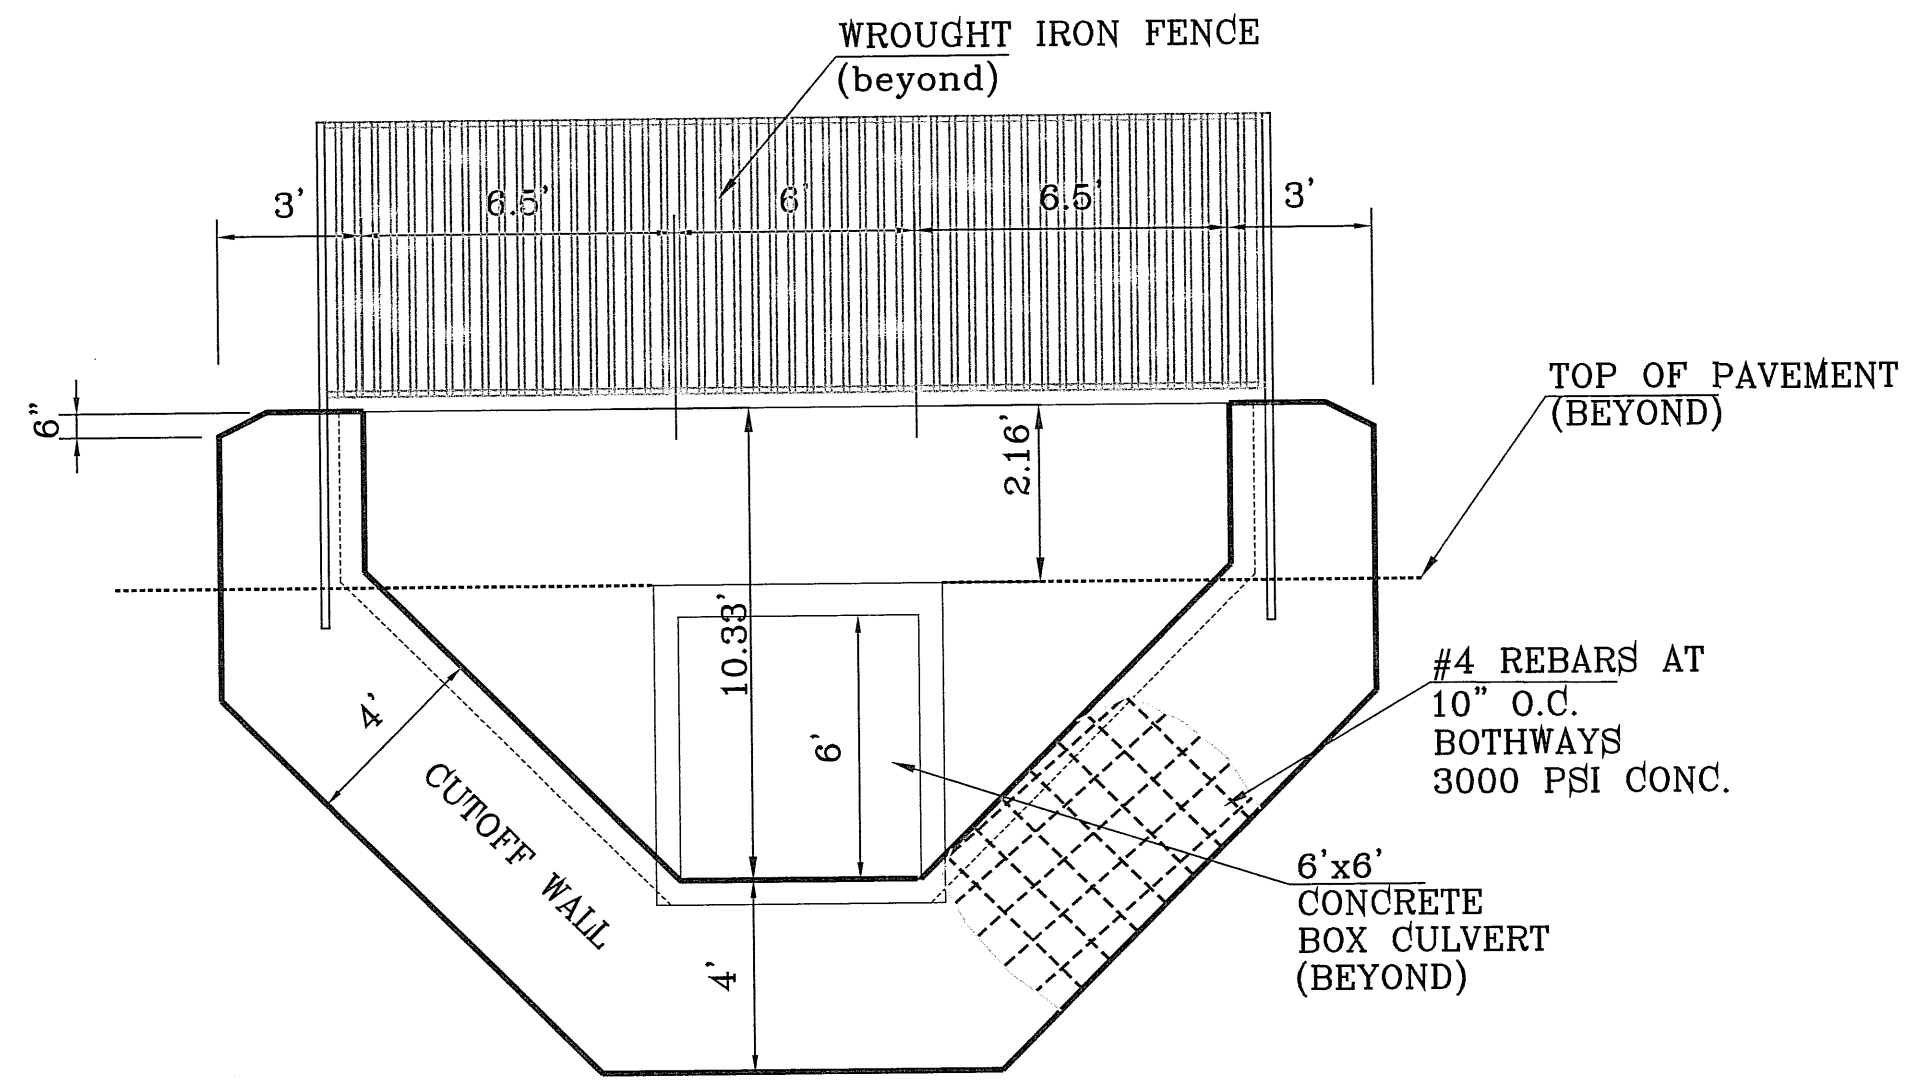 WROUGHT IRON FENCE
(beyond)
3'
6.5'
6'
6.5'
3'
TOP OF PAVEMENT
(BEYOND)
6"
2.16'
10.33'
#4 REBARS AT
10" O.C.
BOTHWAYS
3000 PSI CONC.
4'
6'
CUTOFF WALL
6'x6'
CONCRETE
BOX CULVERT
(BEYOND)
4'